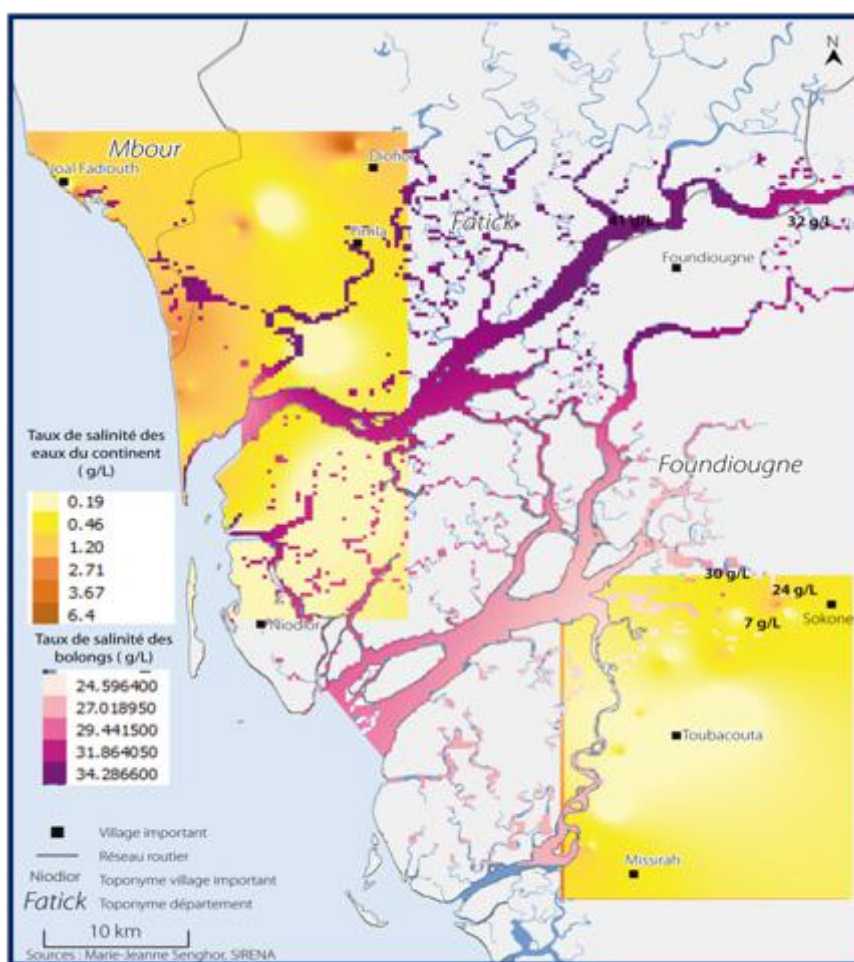 N
Mbour
Joal Fadiouth
Fatick
32 g/L
Foundiougne
Taux de salinité des
eaux du continent
( g/L)
0.19
0.46
1.20
2.71
3.67
6.4
Foundiougne
30 g/L
24 g/L
7 g/L
Sokone
Niodior
Taux de salinité des
bolongs ( g/L)
24.596400
27.018950
29.441500
31.864050
34.286600
Toubacouta
Missirah
Village important
Réseau routier
Niodior Toponyme village important
Fatick Toponyme département
10 km
Sources : Marie-Jeanne Senghor, SIRENA